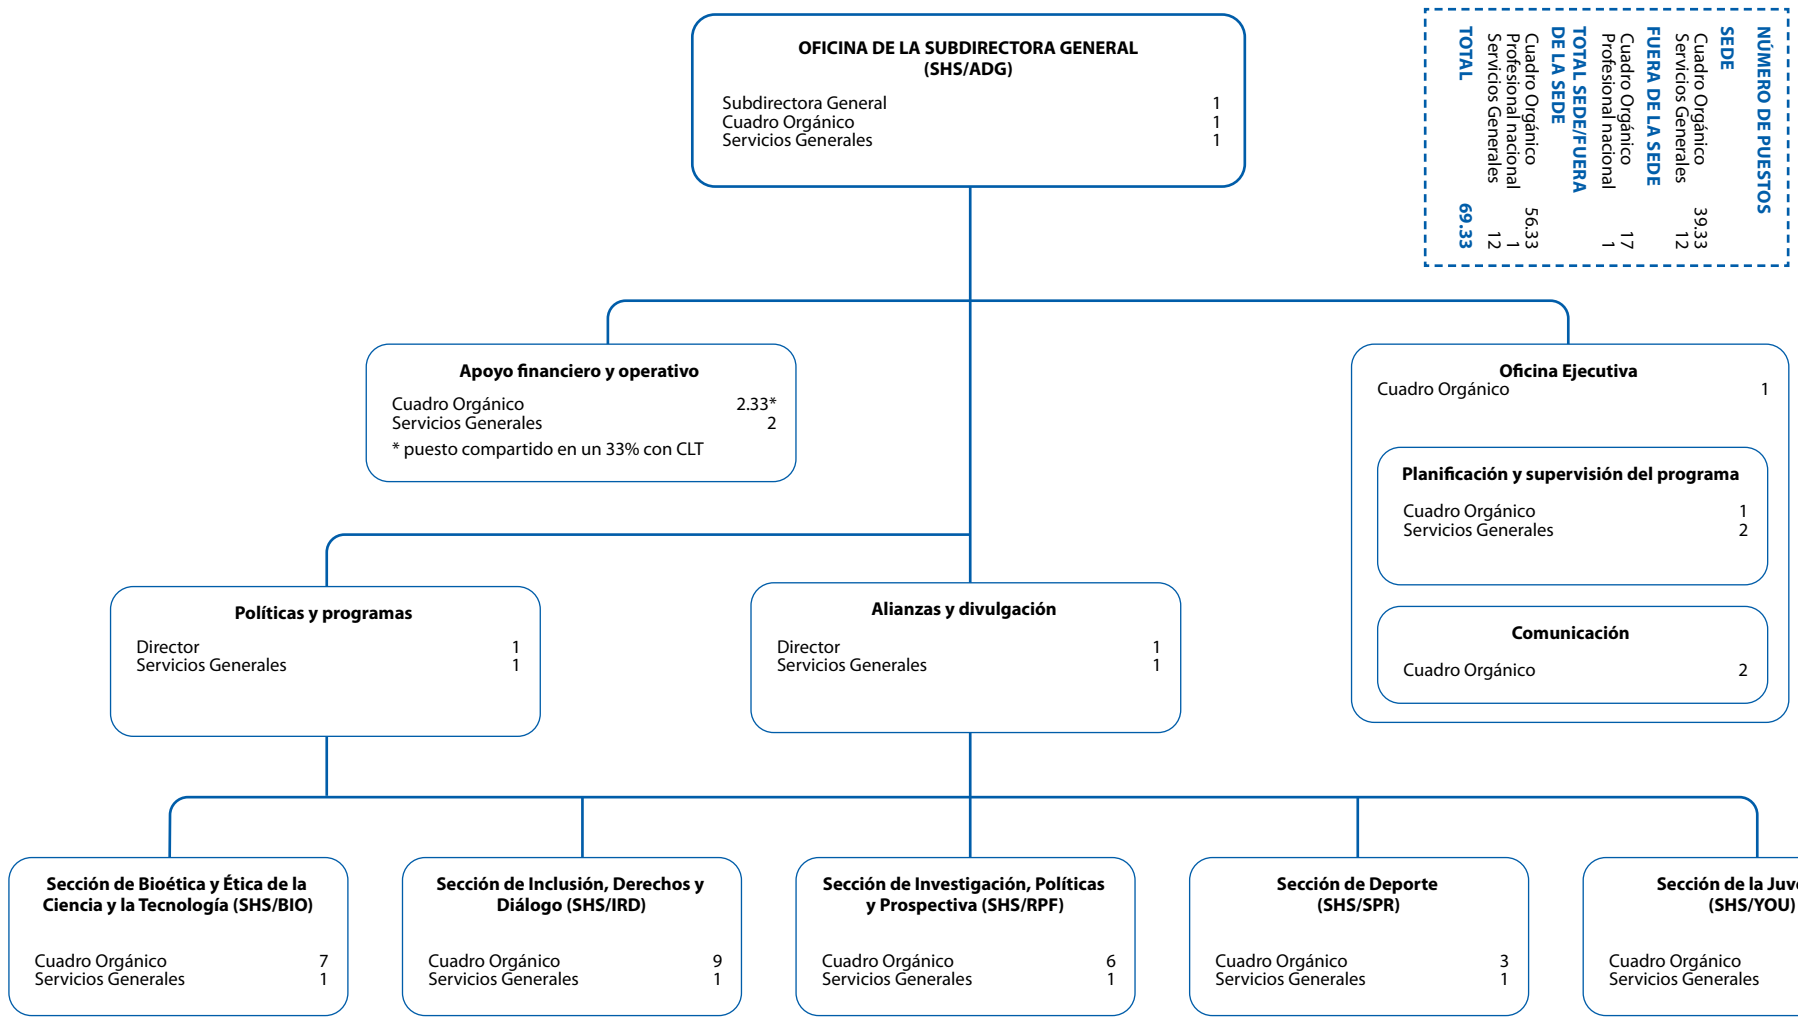 OFICINA DE LA SUBDIRECTORA GENERAL
(SHS/ADG)
Subdirectora General 1
Cuadro Orgánico 1
Servicios Generales 1
NÚMERO DE PUESTOS
SEDE
Cuadro Orgánico 39.33
Servicios Generales 12
FUERA DE LA SEDE
Cuadro Orgánico 17
Profesional nacional 1
TOTAL SEDE/FUERA
DE LA SEDE
Cuadro Orgánico 56.33
Profesional nacional 1
Servicios Generales 12
TOTAL 69.33
Apoyo financiero y operativo
Cuadro Orgánico 2.33*
Servicios Generales 2
* puesto compartido en un 33% con CLT
Oficina Ejecutiva
Cuadro Orgánico 1
Planificación y supervisión del programa
Cuadro Orgánico 1
Servicios Generales 2
Comunicación
Cuadro Orgánico 2
Políticas y programas
Director 1
Servicios Generales 1
Alianzas y divulgación
Director 1
Servicios Generales 1
Sección de Bioética y Ética de la
Ciencia y la Tecnología (SHS/BIO)
Cuadro Orgánico 7
Servicios Generales 1
Sección de Inclusión, Derechos y
Diálogo (SHS/IRD)
Cuadro Orgánico 9
Servicios Generales 1
Sección de Investigación, Políticas
y Prospectiva (SHS/RPF)
Cuadro Orgánico 6
Servicios Generales 1
Sección de Deporte
(SHS/SPR)
Cuadro Orgánico 3
Servicios Generales 1
Sección de la Juv
(SHS/YOU)
Cuadro Orgánico
Servicios Generales